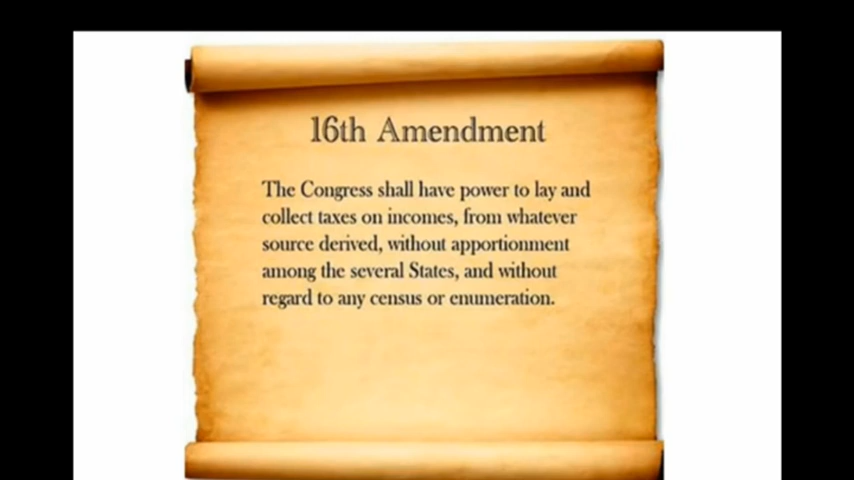 16th Amendment
The Congress shall have power to lay and
collect taxes on incomes, from whatever
source derived, without apportionment
among the several States, and without
regard to any census or enumeration.